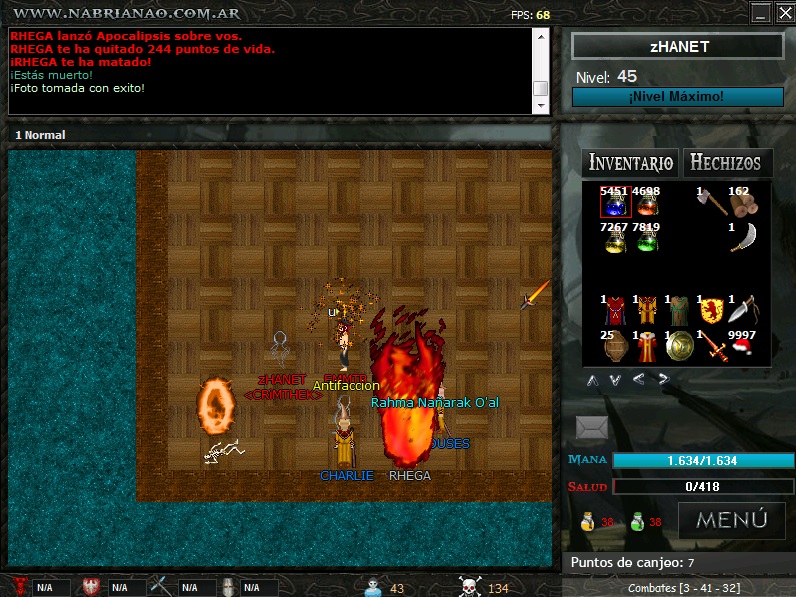 WWW.NABRIANAO.COM.AR
FPS: 68
RHEGA lanzó Apocalipsis sobre vos.
RHEGA te ha quitado 244 puntos de vida.
¡RHEGA te ha matado!
¡Estás muerto!
¡Foto tomada con exito!
zHANET
Nivel: 45
¡Nivel Máximo!
1 Normal
INVENTARIO HECHIZOS
5451 4698 1 162
7267 7819 1
1 1 1 1 1
25 1 1 1 9997
zHANET
<CRIMTHEK>
Antifaccion
Rahma Nañarak O'al
CHARLIE RHEGA
MANA 1.634/1.634
SALUD 0/418
38 38 MENÚ
Puntos de canjeo: 7
N/A N/A N/A N/A 43 134
Combates [3 - 41 - 32]